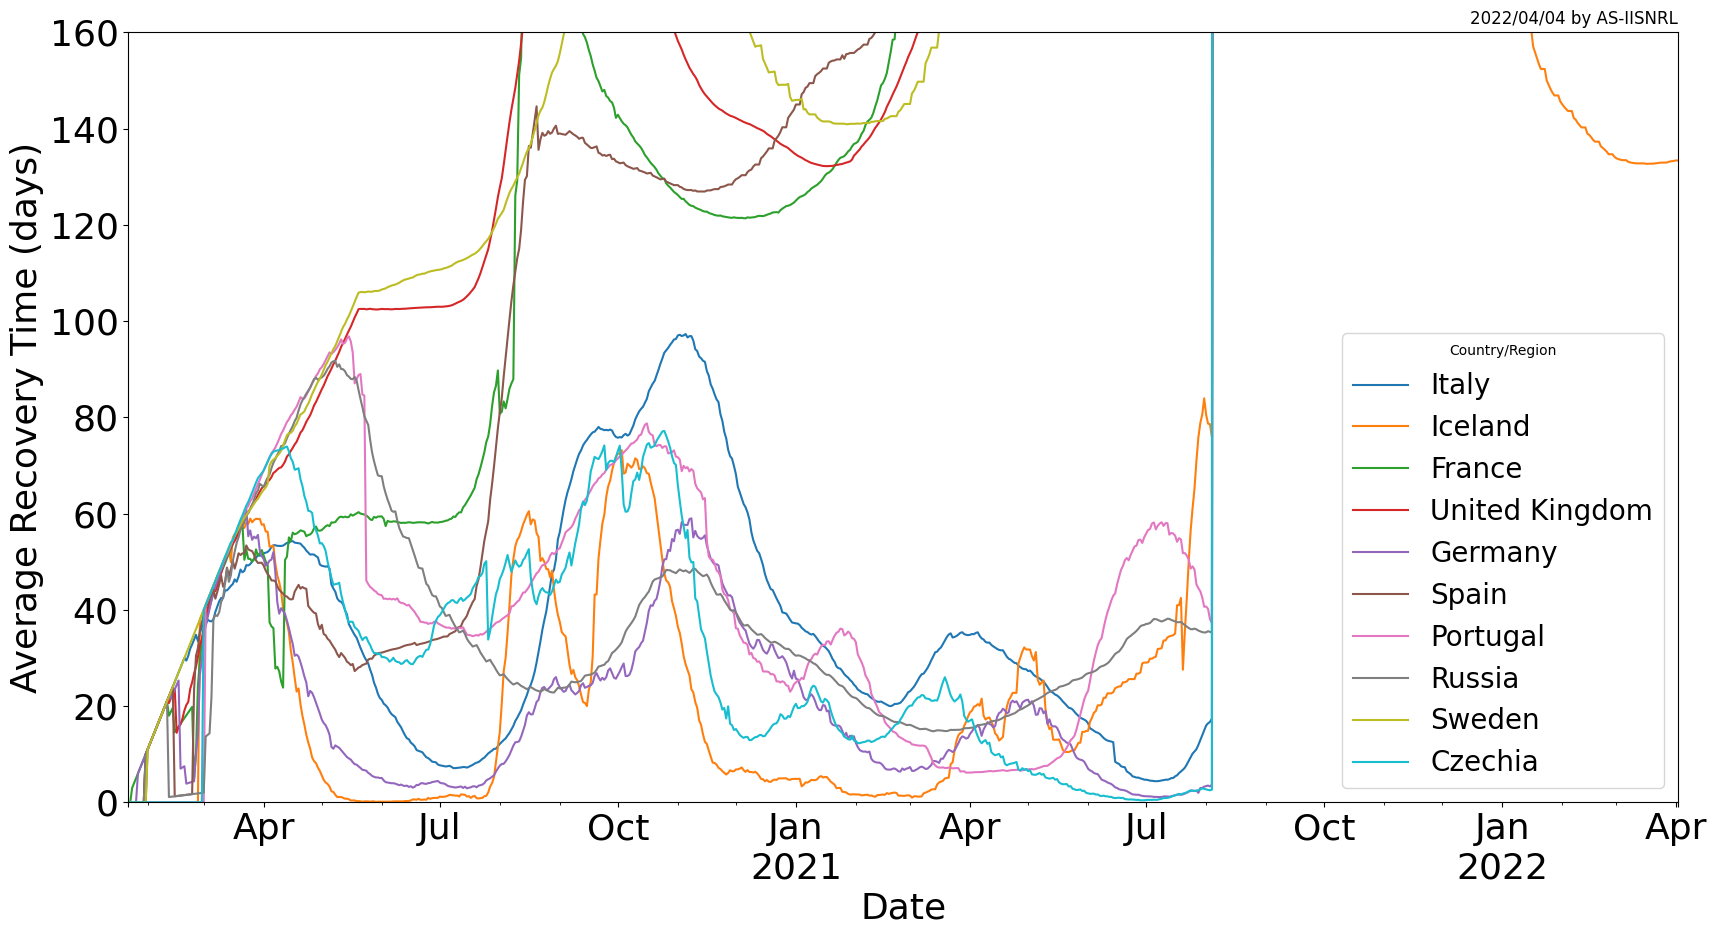 2022/04/04 by AS-IISNRL
160
140
120
100
80
60
40
20
0
Average Recovery Time (days)
Country/Region
Italy
Iceland
France
United Kingdom
Germany
Spain
Portugal
Russia
Sweden
Czechia
Apr Jul Oct Jan Apr Jul Oct Jan Apr
2021 2022
Date